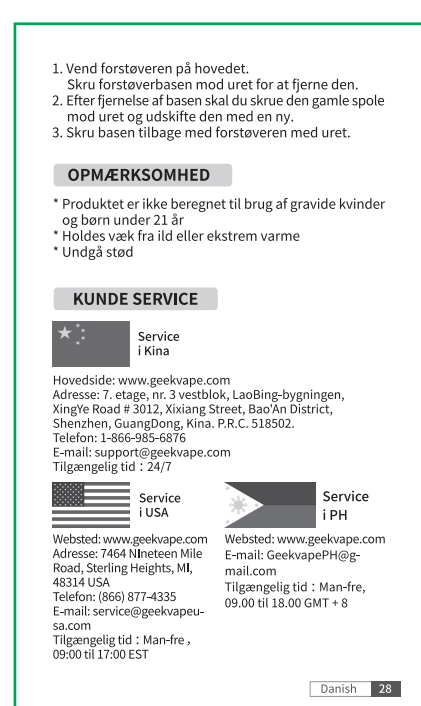 1. Vend forstøveren på hovedet.
Skru forstøverbasen mod uret for at fjerne den.
2. Efter fjernelse af basen skal du skrue den gamle spole
mod uret og udskifte den med en ny.
3. Skru basen tilbage med forstøveren med uret.
OPMÆRKSOMHED
* Produktet er ikke beregnet til brug af gravide kvinder
og børn under 21 år
* Holdes væk fra ild eller ekstrem varme
* Undgå stød
KUNDE SERVICE
Service
i Kina
Hovedside: www.geekvape.com
Adresse: 7. etage, nr. 3 vestblok, LaoBing-bygningen,
XingYe Road # 3012, Xixiang Street, Bao'An District,
Shenzhen, GuangDong, Kina. P.R.C. 518502.
Telefon: 1-866-985-6876
E-mail: support@geekvape.com
Tilgængelig tid：24/7
Service
i USA
Websted: www.geekvape.com
Adresse: 7464 NIneteen Mile
Road, Sterling Heights, MI,
48314 USA
Telefon: (866) 877-4335
E-mail: service@geekvapeu-
sa.com
Tilgængelig tid：Man-fre，
09:00 til 17:00 EST
Service
i PH
Websted: www.geekvape.com
E-mail: GeekvapePH@g-
mail.com
Tilgængelig tid：Man-fre,
09.00 til 18.00 GMT + 8
Danish 28